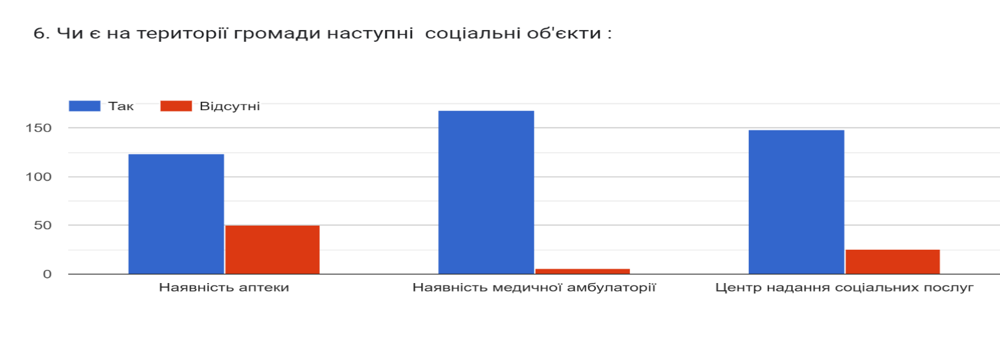 6. Чи є на території громади наступні  соціальні об'єкти :
Так Відсутні
150
100
50
0
Наявність аптеки Наявність медичної амбулаторії Центр надання соціальних послуг